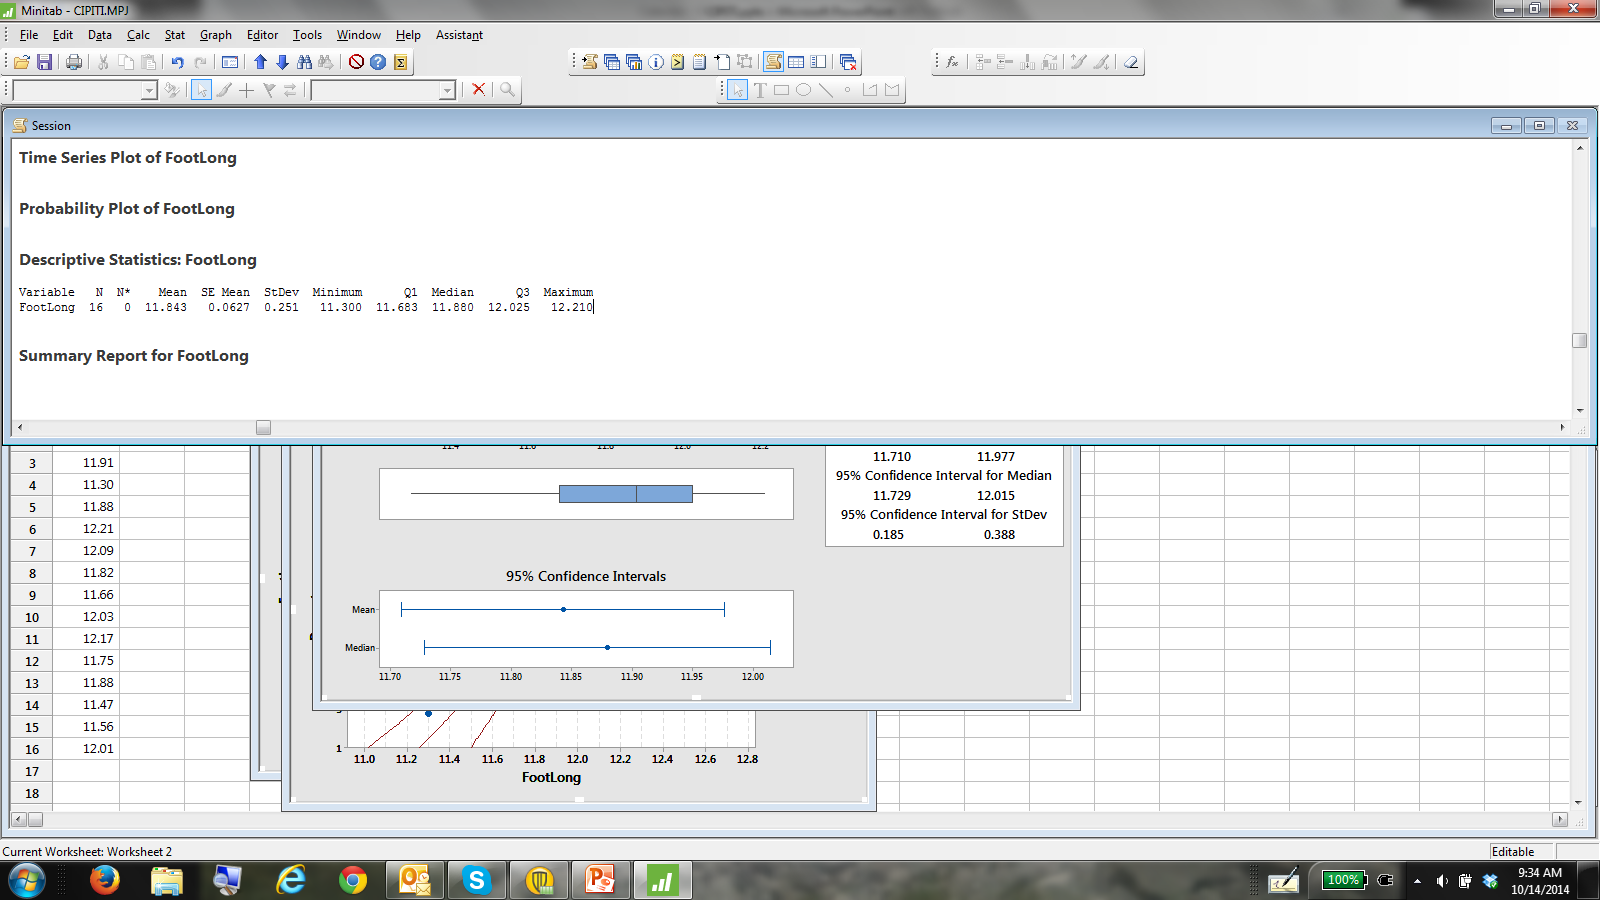 Minitab - CIPITI.MPJ
File Edit Data Calc Stat Graph Editor Tools Window Help Assistant
Session
Time Series Plot of FootLong
Probability Plot of FootLong
Descriptive Statistics: FootLong
Variable N N* Mean SE Mean StDev Minimum Q1 Median Q3 Maximum
FootLong 16 0 11.843 0.0627 0.251 11.300 11.683 11.880 12.025 12.210
Summary Report for FootLong
3 11.91
4 11.30
5 11.88
6 12.21
7 12.09
8 11.82
9 11.66
10 12.03
11 12.17
12 11.75
13 11.88
14 11.47
15 11.56
16 12.01
17
18
11.710 11.977
95% Confidence Interval for Median
11.729 12.015
95% Confidence Interval for StDev
0.185 0.388
95% Confidence Intervals
Mean
Median
11.70 11.75 11.80 11.85 11.90 11.95 12.00
1
11.0 11.2 11.4 11.6 11.8 12.0 12.2 12.4 12.6 12.8
FootLong
Current Worksheet: Worksheet 2
Editable
100%
9:34 AM
10/14/2014